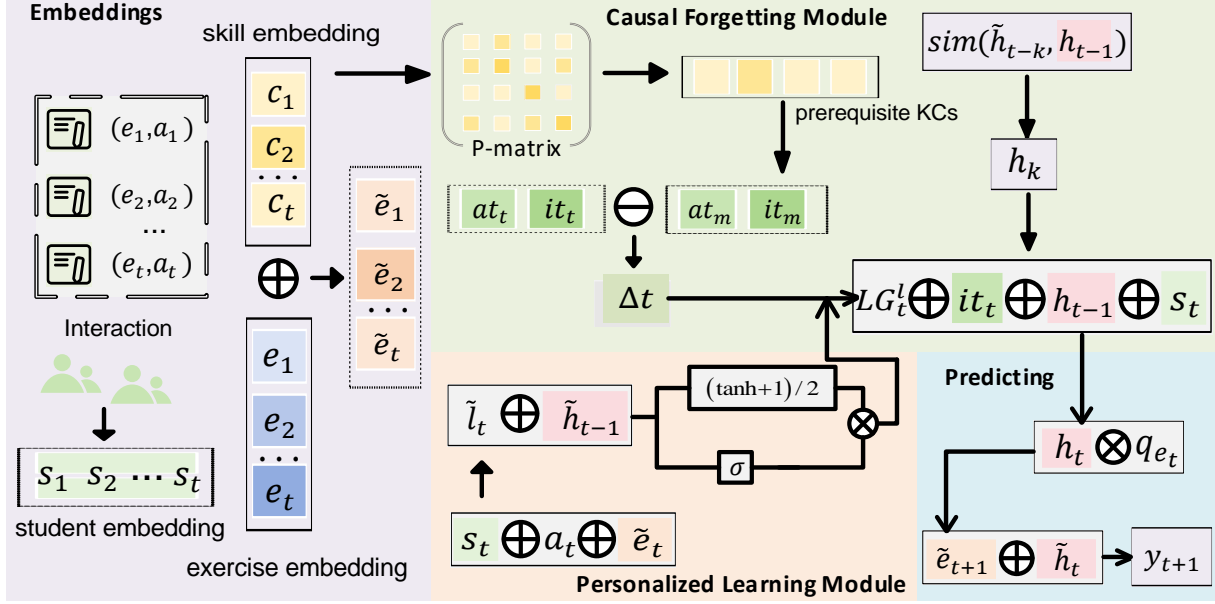 Embeddings
skill embedding
(e₁,a₁)
(e₂,a₂)
...
(eₜ,aₜ)
Interaction
s₁ s₂ ⋯ sₜ
student embedding
c₁
c₂
...
cₜ
⊕
ẽ₁
ẽ₂
...
ẽₜ
e₁
e₂
...
eₜ
exercise embedding
Causal Forgetting Module
P-matrix
prerequisite KCs
atₜ itₜ ⊖ atₘ itₘ
Δt
sim(h̃ₜ₋ₖ, hₜ₋₁)
hₖ
LGₜˡ ⊕ itₜ ⊕ hₜ₋₁ ⊕ sₜ
l̃ₜ ⊕ h̃ₜ₋₁
(tanh+1)/2
⊗
σ
sₜ ⊕ aₜ ⊕ ẽₜ
Personalized Learning Module
Predicting
hₜ ⊗ q_{eₜ}
ẽₜ₊₁ ⊕ h̃ₜ
yₜ₊₁